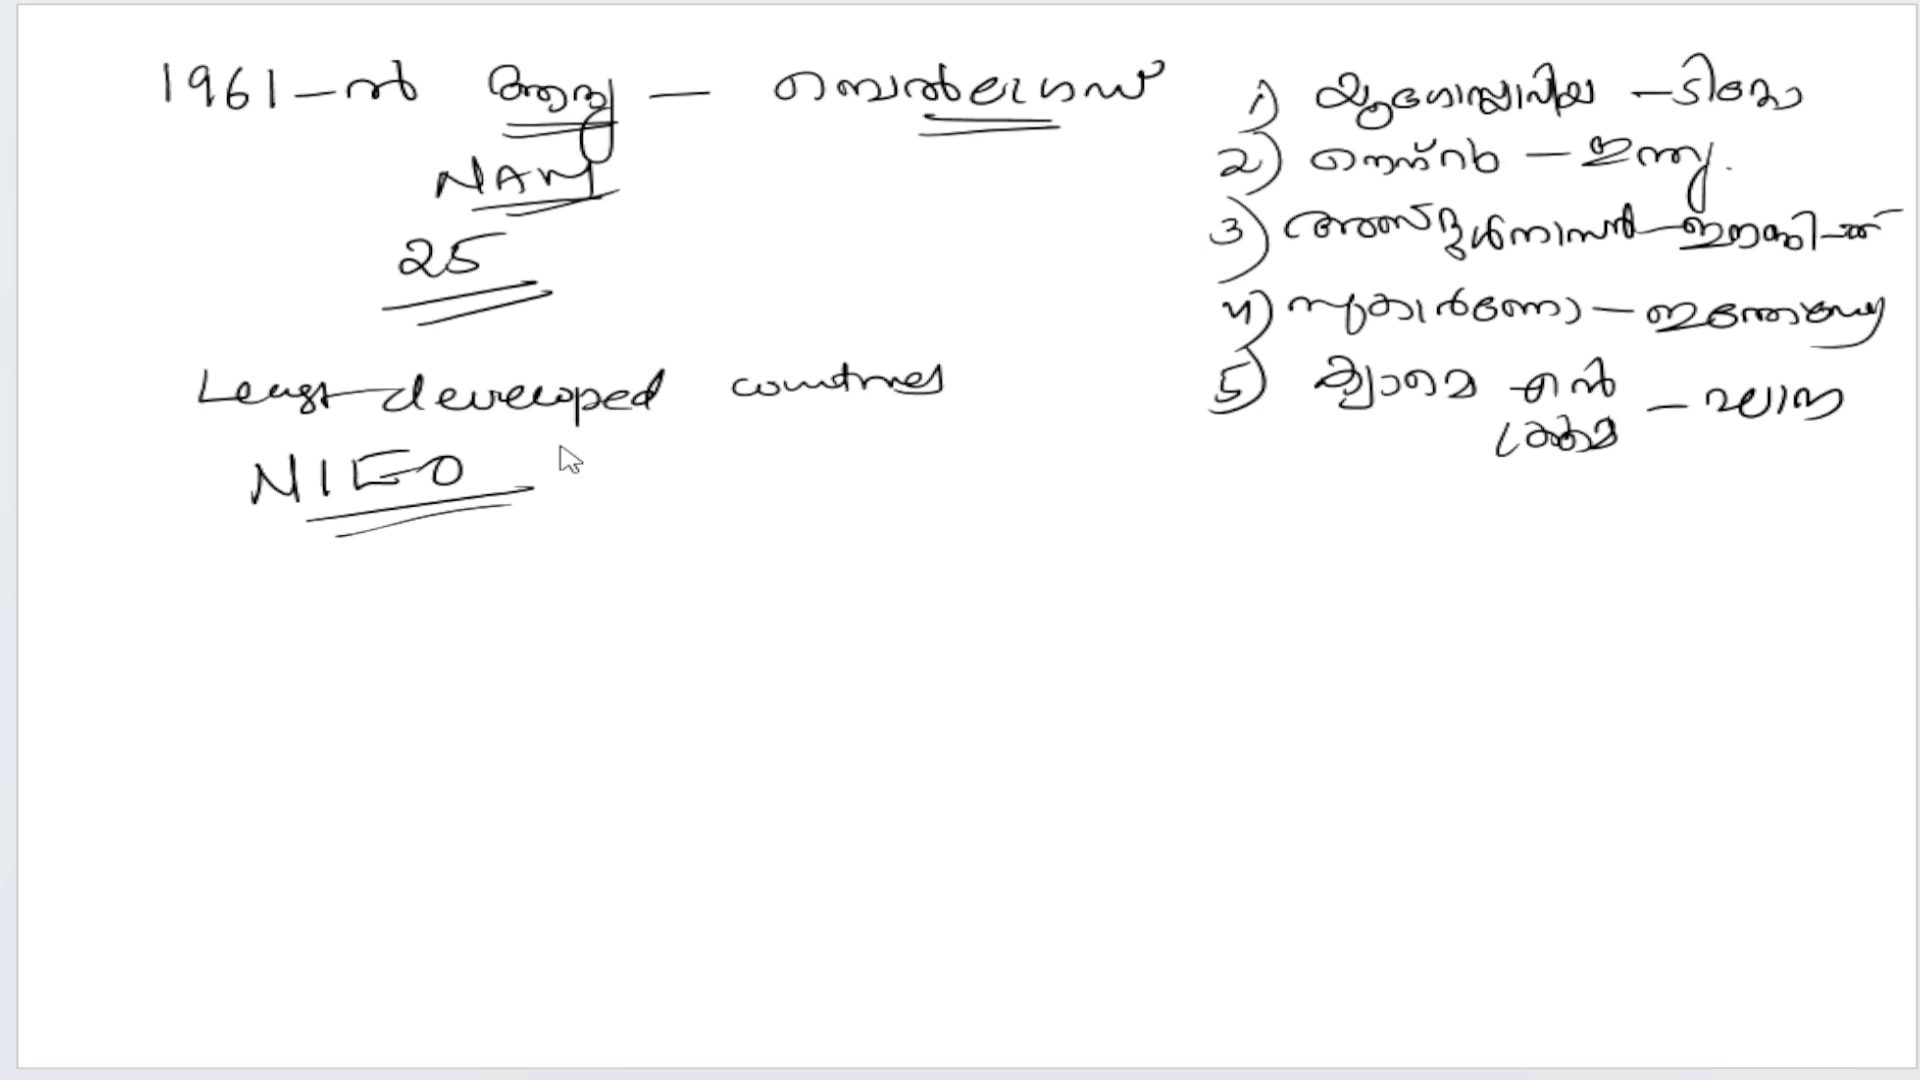 1961-ൽ ആദ്യ — ബെൽഗ്രേഡ്
NAM
25
Least developed countries
NIEO
1) യൂഗോസ്ലാവിയ - ടിറ്റോ
2) നെഹ്റു - ഇന്ത്യ.
3) അബ്ദുൾനാസർ - ഈജിപ്ത്
4) സുകാർണോ - ഇന്തോനേഷ്യ
5) ക്വാമെ എൻ ക്രൂമ - ഘാന